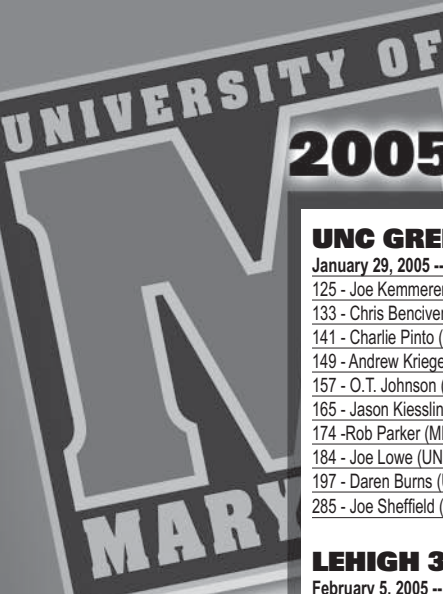 UNIVERSITY OF
M
MARY
2005
UNC GREE
January 29, 2005 --
125 - Joe Kemmerer
133 - Chris Benciver
141 - Charlie Pinto (
149 - Andrew Kriege
157 - O.T. Johnson (
165 - Jason Kiesslin
174 -Rob Parker (M
184 - Joe Lowe (UN
197 - Daren Burns (
285 - Joe Sheffield (
LEHIGH 3
February 5, 2005 --